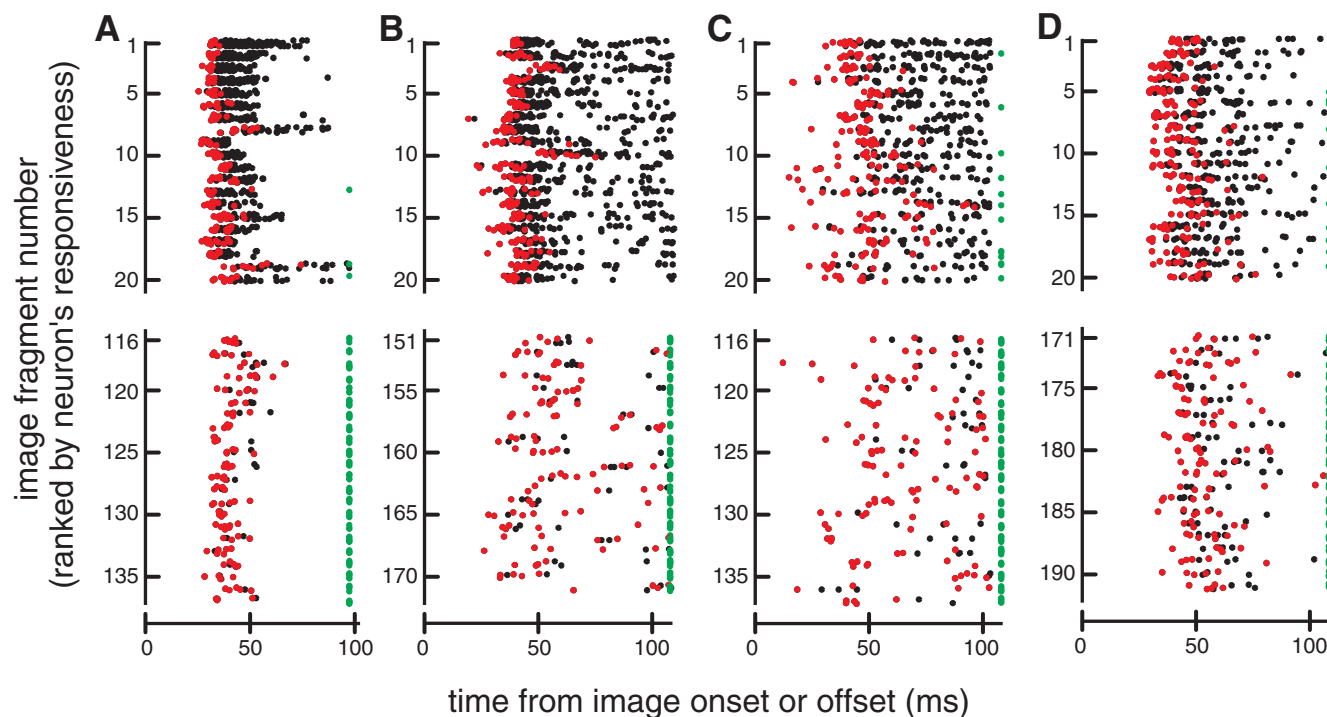 A B C D
image fragment number
(ranked by neuron's responsiveness)
1 1 1 1
5 5 5 5
10 10 10 10
15 15 15 15
20 20 20 20
116 151 116 171
120 155 120 175
125 160 125 180
130 165 130 185
135 170 135 190
0 50 100 0 50 100 0 50 100 0 50 100
time from image onset or offset (ms)